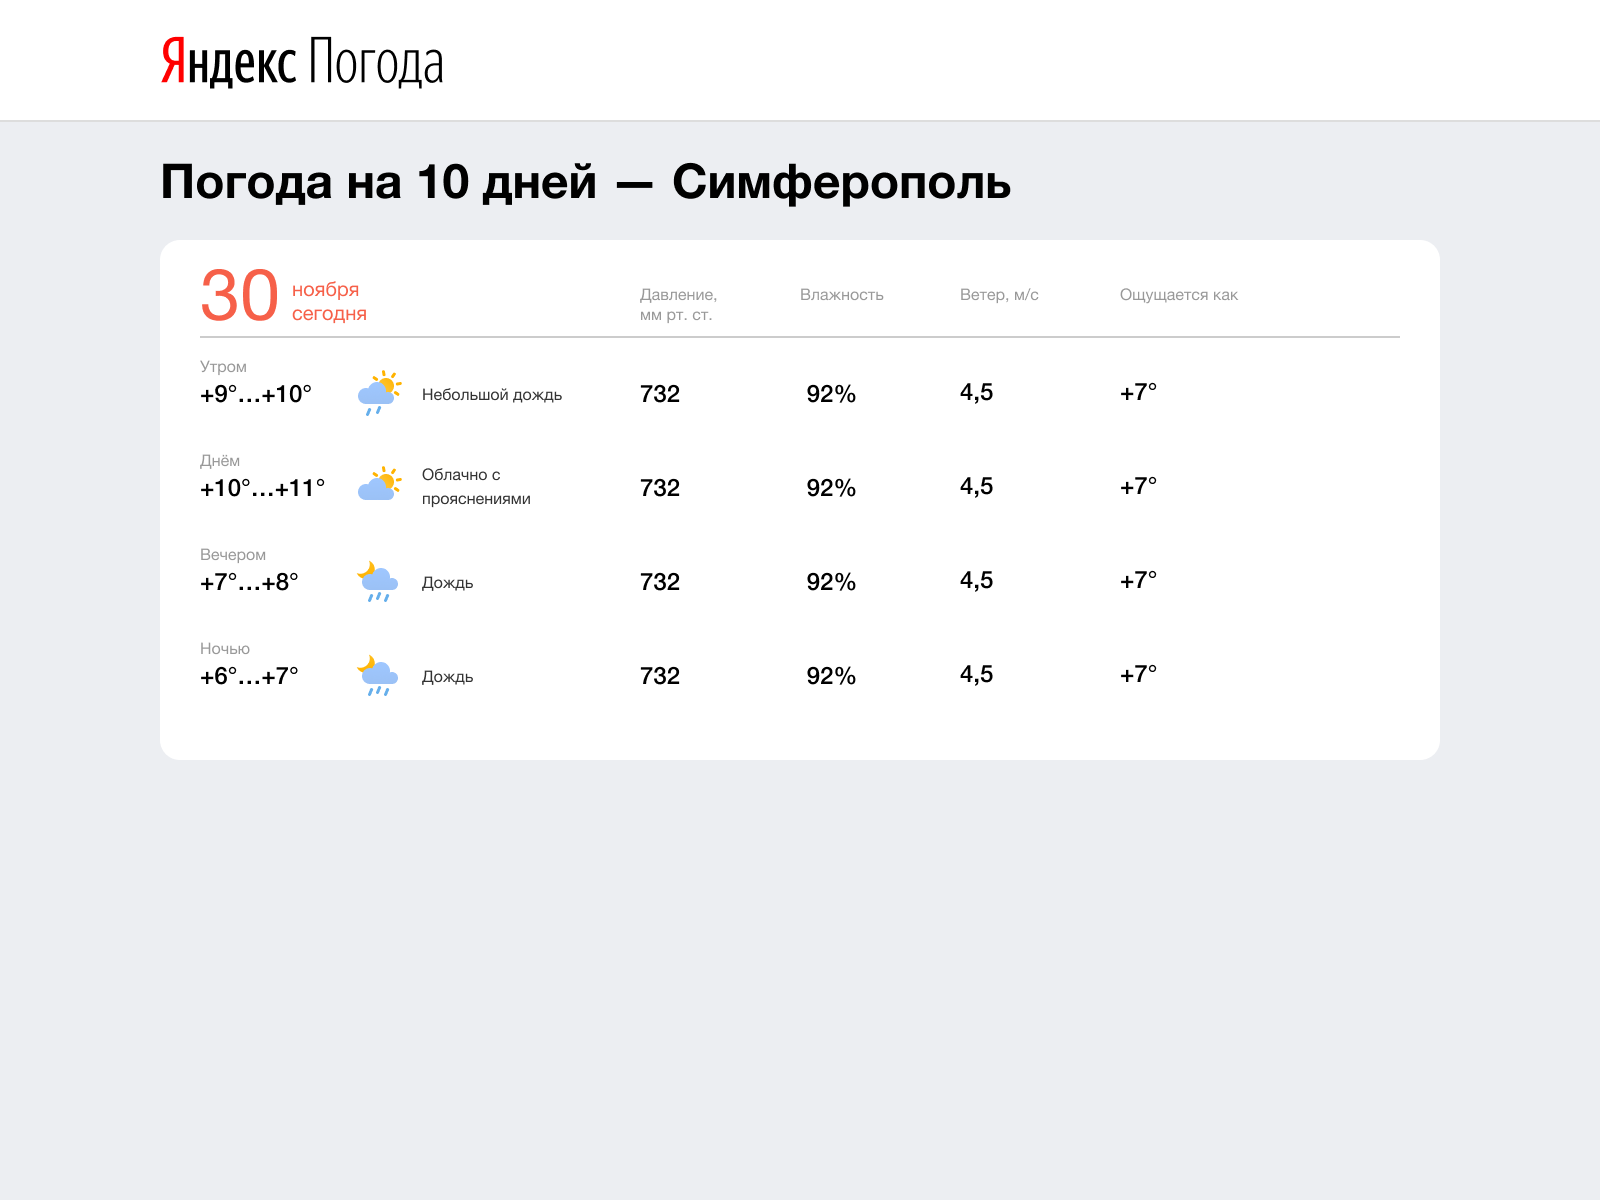 Яндекс Погода
Погода на 10 дней — Симферополь
30 ноября
сегодня
Давление,
мм рт. ст.
Влажность
Ветер, м/с
Ощущается как
Утром
+9°...+10° Небольшой дождь 732 92% 4,5 +7°
Днём
+10°...+11° Облачно с
прояснениями 732 92% 4,5 +7°
Вечером
+7°...+8° Дождь 732 92% 4,5 +7°
Ночью
+6°...+7° Дождь 732 92% 4,5 +7°